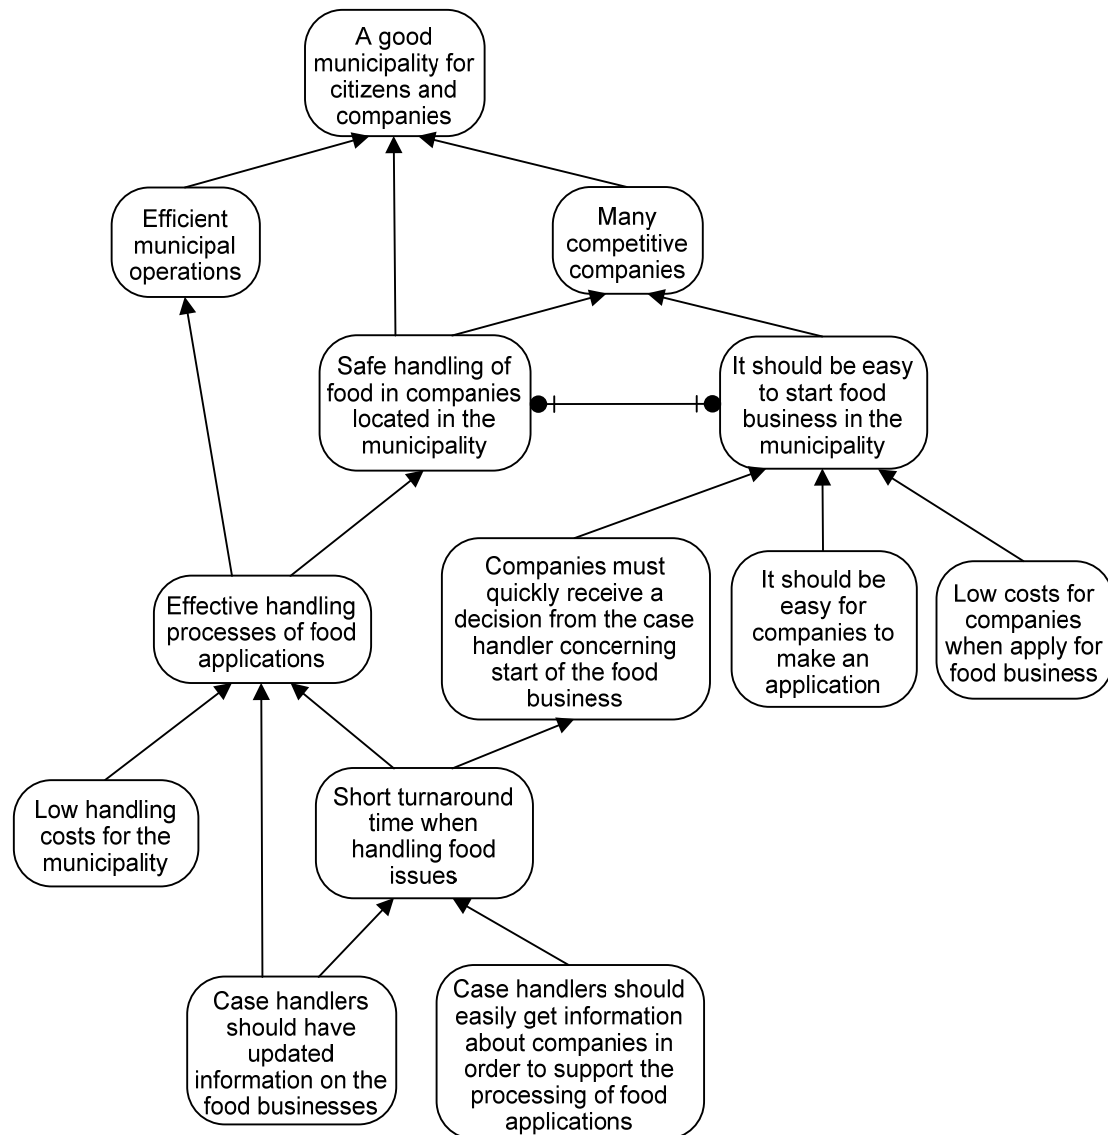 A good
municipality for
citizens and
companies
Efficient
municipal
operations
Many
competitive
companies
Safe handling of
food in companies
located in the
municipality
It should be easy
to start food
business in the
municipality
Effective handling
processes of food
applications
Companies must
quickly receive a
decision from the case
handler concerning
start of the food
business
It should be
easy for
companies to
make an
application
Low costs for
companies
when apply for
food business
Low handling
costs for the
municipality
Short turnaround
time when
handling food
issues
Case handlers
should have
updated
information on the
food businesses
Case handlers should
easily get information
about companies in
order to support the
processing of food
applications